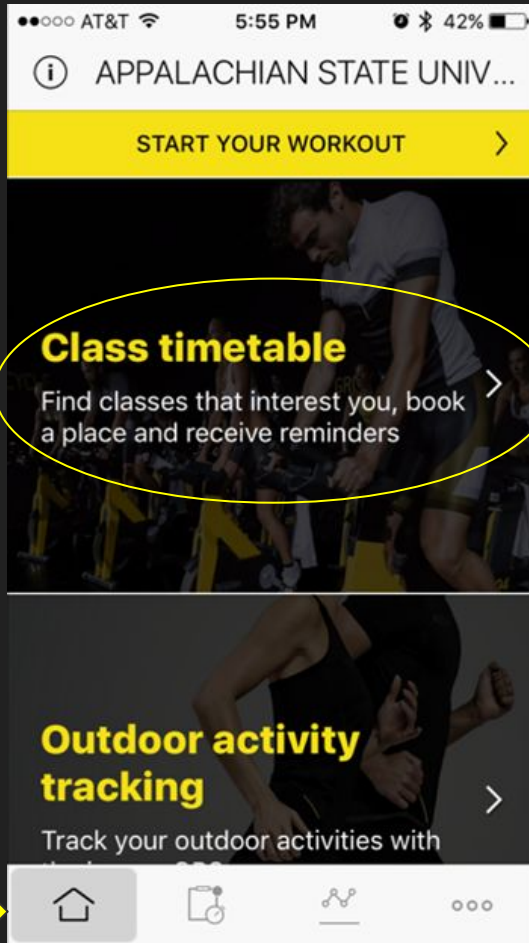 AT&T 5:55 PM 42%
APPALACHIAN STATE UNIV...
START YOUR WORKOUT
Class timetable
Find classes that interest you, book
a place and receive reminders
Outdoor activity
tracking
Track your outdoor activities with